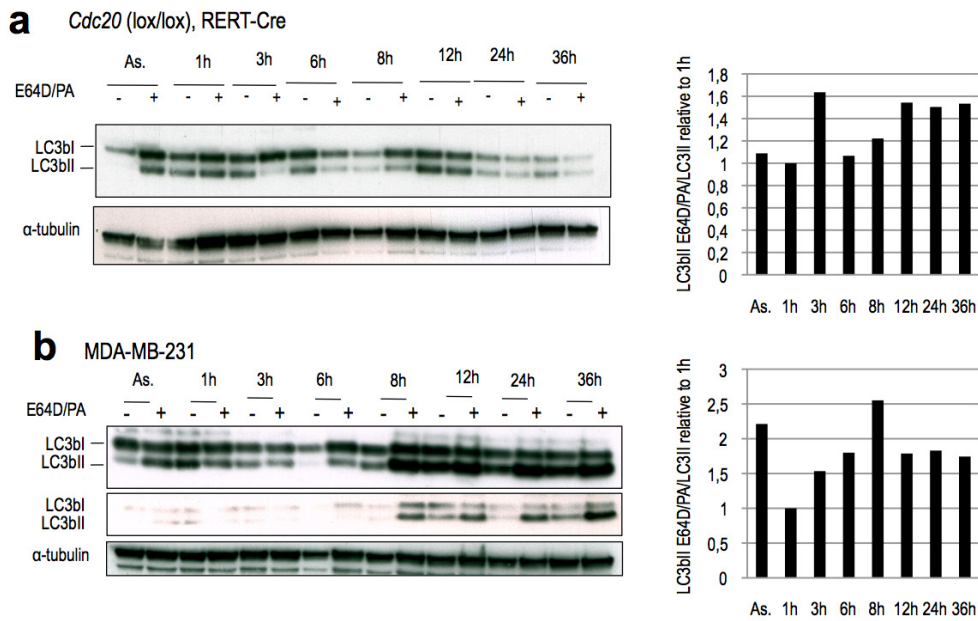 a
Cdc20 (lox/lox), RERT-Cre
As. 1h 3h 6h 8h 12h 24h 36h
E64D/PA - + - + - + - + - + - + - + - +
LC3bI
LC3bII
α-tubulin
LC3bII E64D/PA/LC3II relative to 1h
1,8
1,6
1,4
1,2
1
0,8
0,6
0,4
0,2
0
As. 1h 3h 6h 8h 12h 24h 36h
b
MDA-MB-231
As. 1h 3h 6h 8h 12h 24h 36h
E64D/PA - + - + - + - + - + - + - + - +
LC3bI
LC3bII
LC3bI
LC3bII
α-tubulin
LC3bII E64D/PA/LC3II relative to 1h
3
2,5
2
1,5
1
0,5
0
As. 1h 3h 6h 8h 12h 24h 36h